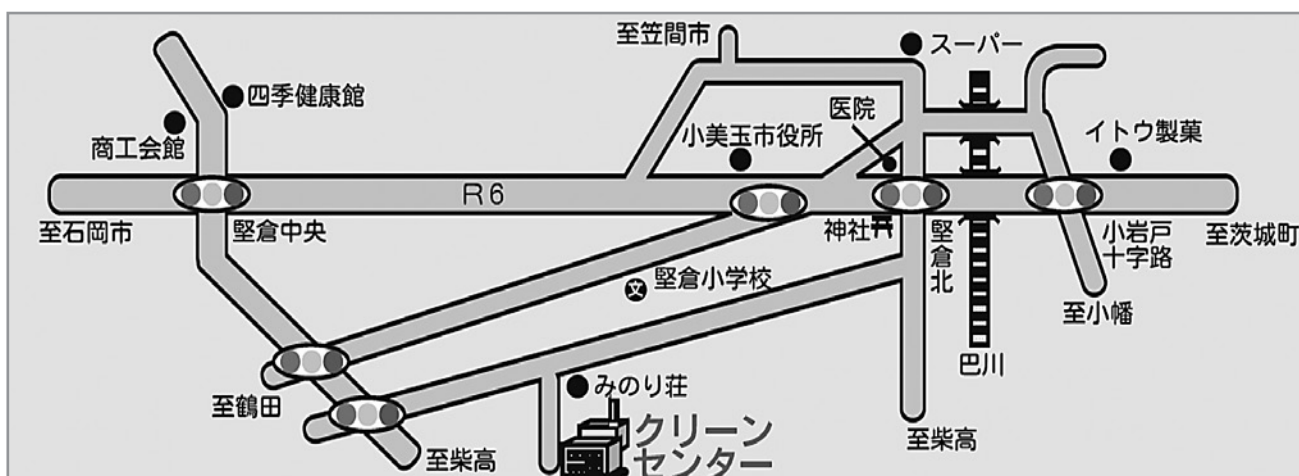 至笠間市
スーパー
四季健康館
医院
商工会館
小美玉市役所
イトウ製菓
R6
至石岡市
堅倉中央
神社
堅倉北
小岩戸
十字路
至茨城町
文
堅倉小学校
至小幡
巴川
至鶴田
みのり荘
至柴高
クリーン
センター
至柴高